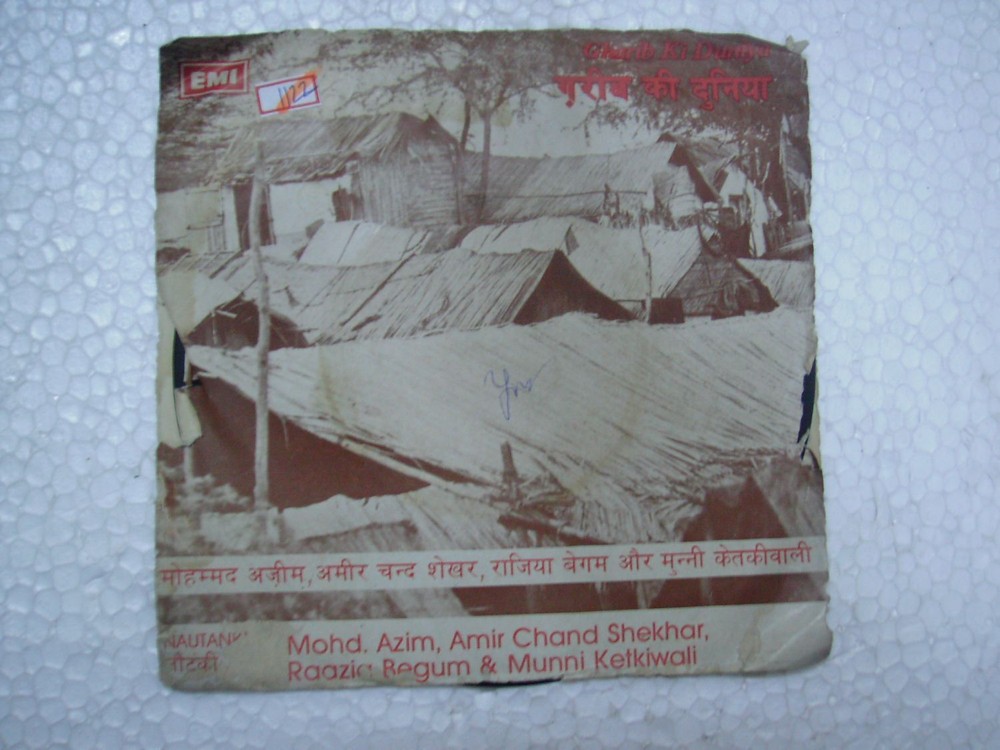 EMI
1122
Gharib Ki Duniya
ग़रीब की दुनिया
मोहम्मद अज़ीम, अमीर चन्द शेखर, राजिया बेगम और मुन्नी केतकीवाली
NAUTANKI
नौटंकी
Mohd. Azim, Amir Chand Shekhar,
Raazia Begum & Munni Ketkiwali